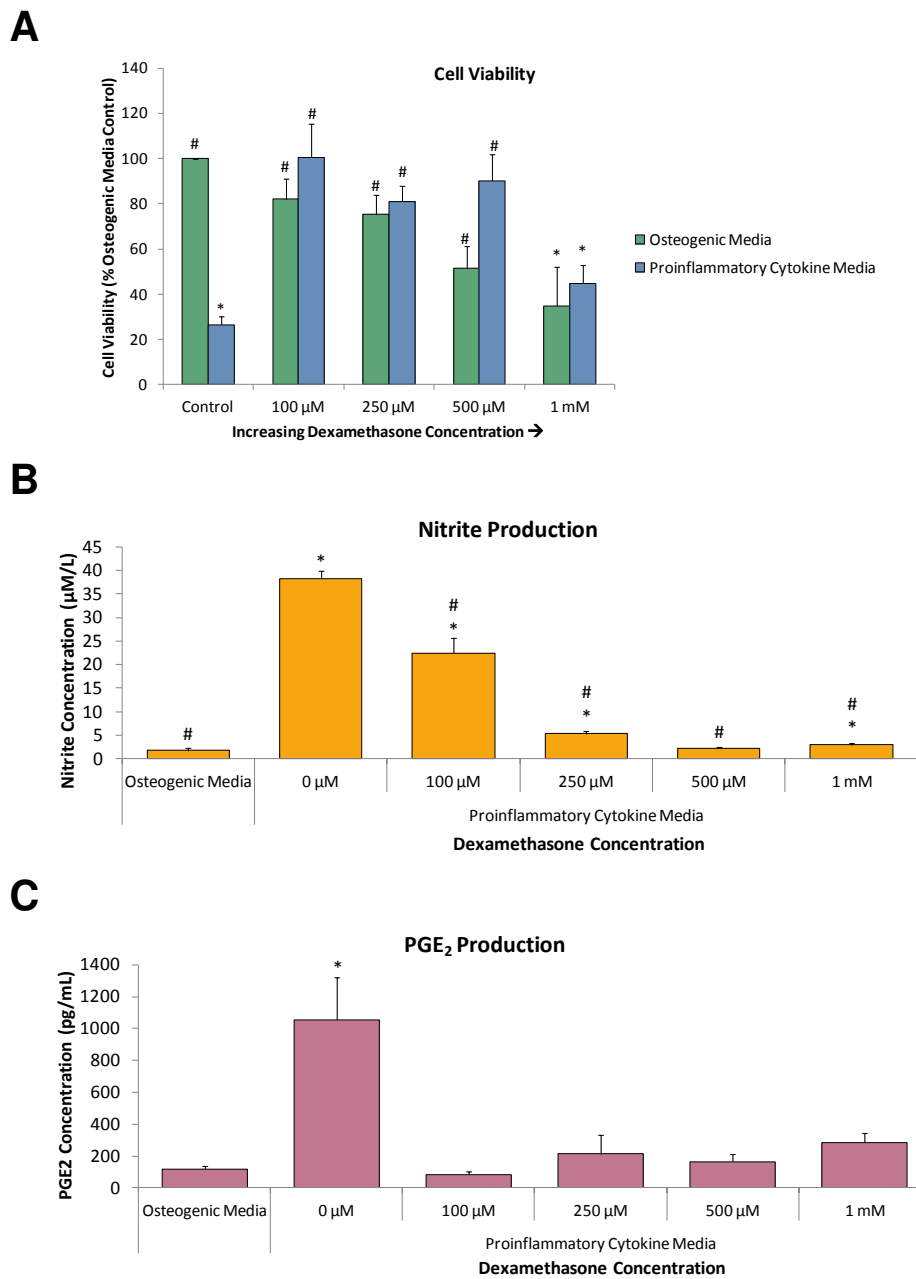 A
Cell Viability
Cell Viability (% Osteogenic Media Control)
140
120
100
80
60
40
20
0
# * # # # # # # * *
Osteogenic Media
Proinflammatory Cytokine Media
Control 100 µM 250 µM 500 µM 1 mM
Increasing Dexamethasone Concentration →
B
Nitrite Production
Nitrite Concentration (µM/L)
45
40
35
30
25
20
15
10
5
0
# * # # # #
* * *
Osteogenic Media 0 µM 100 µM 250 µM 500 µM 1 mM
Proinflammatory Cytokine Media
Dexamethasone Concentration
C
PGE₂ Production
PGE2 Concentration (pg/mL)
1400
1200
1000
800
600
400
200
0
*
Osteogenic Media 0 µM 100 µM 250 µM 500 µM 1 mM
Proinflammatory Cytokine Media
Dexamethasone Concentration